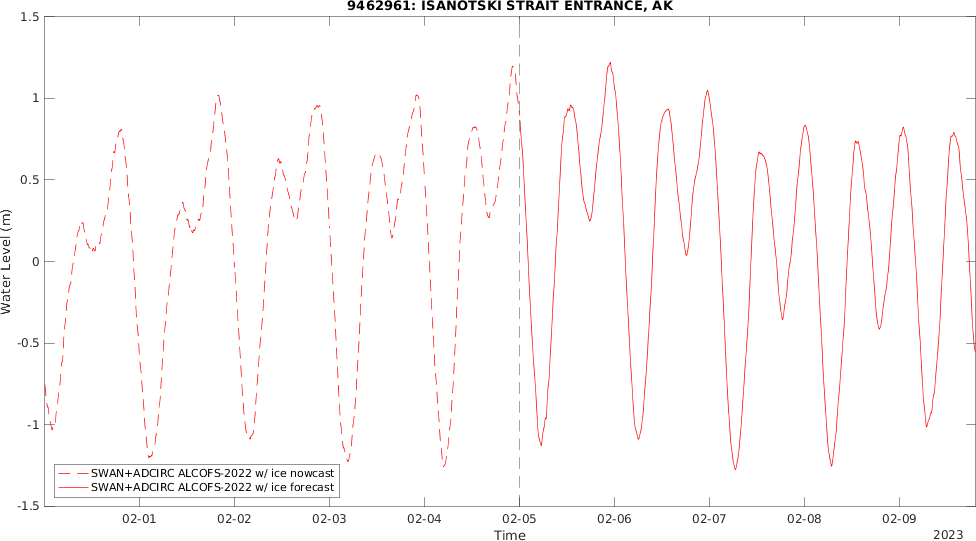 9462961: ISANOTSKI STRAIT ENTRANCE, AK
1.5
1
0.5
0
-0.5
-1
-1.5
Water Level (m)
SWAN+ADCIRC ALCOFS-2022 w/ ice nowcast
SWAN+ADCIRC ALCOFS-2022 w/ ice forecast
02-01 02-02 02-03 02-04 02-05 02-06 02-07 02-08 02-09
Time
2023